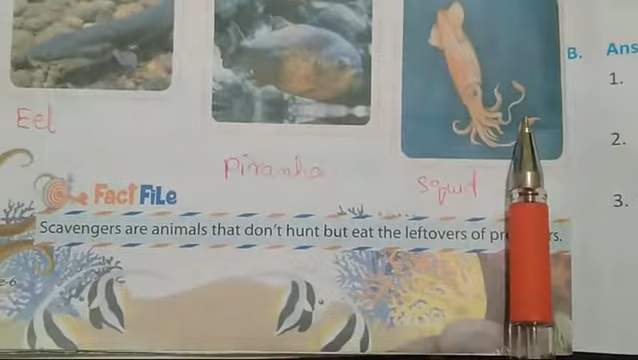 B. Ans
1.
Eel
2.
Piranha
squid
Fact File
3.
Scavengers are animals that don't hunt but eat the leftovers of pr rs.